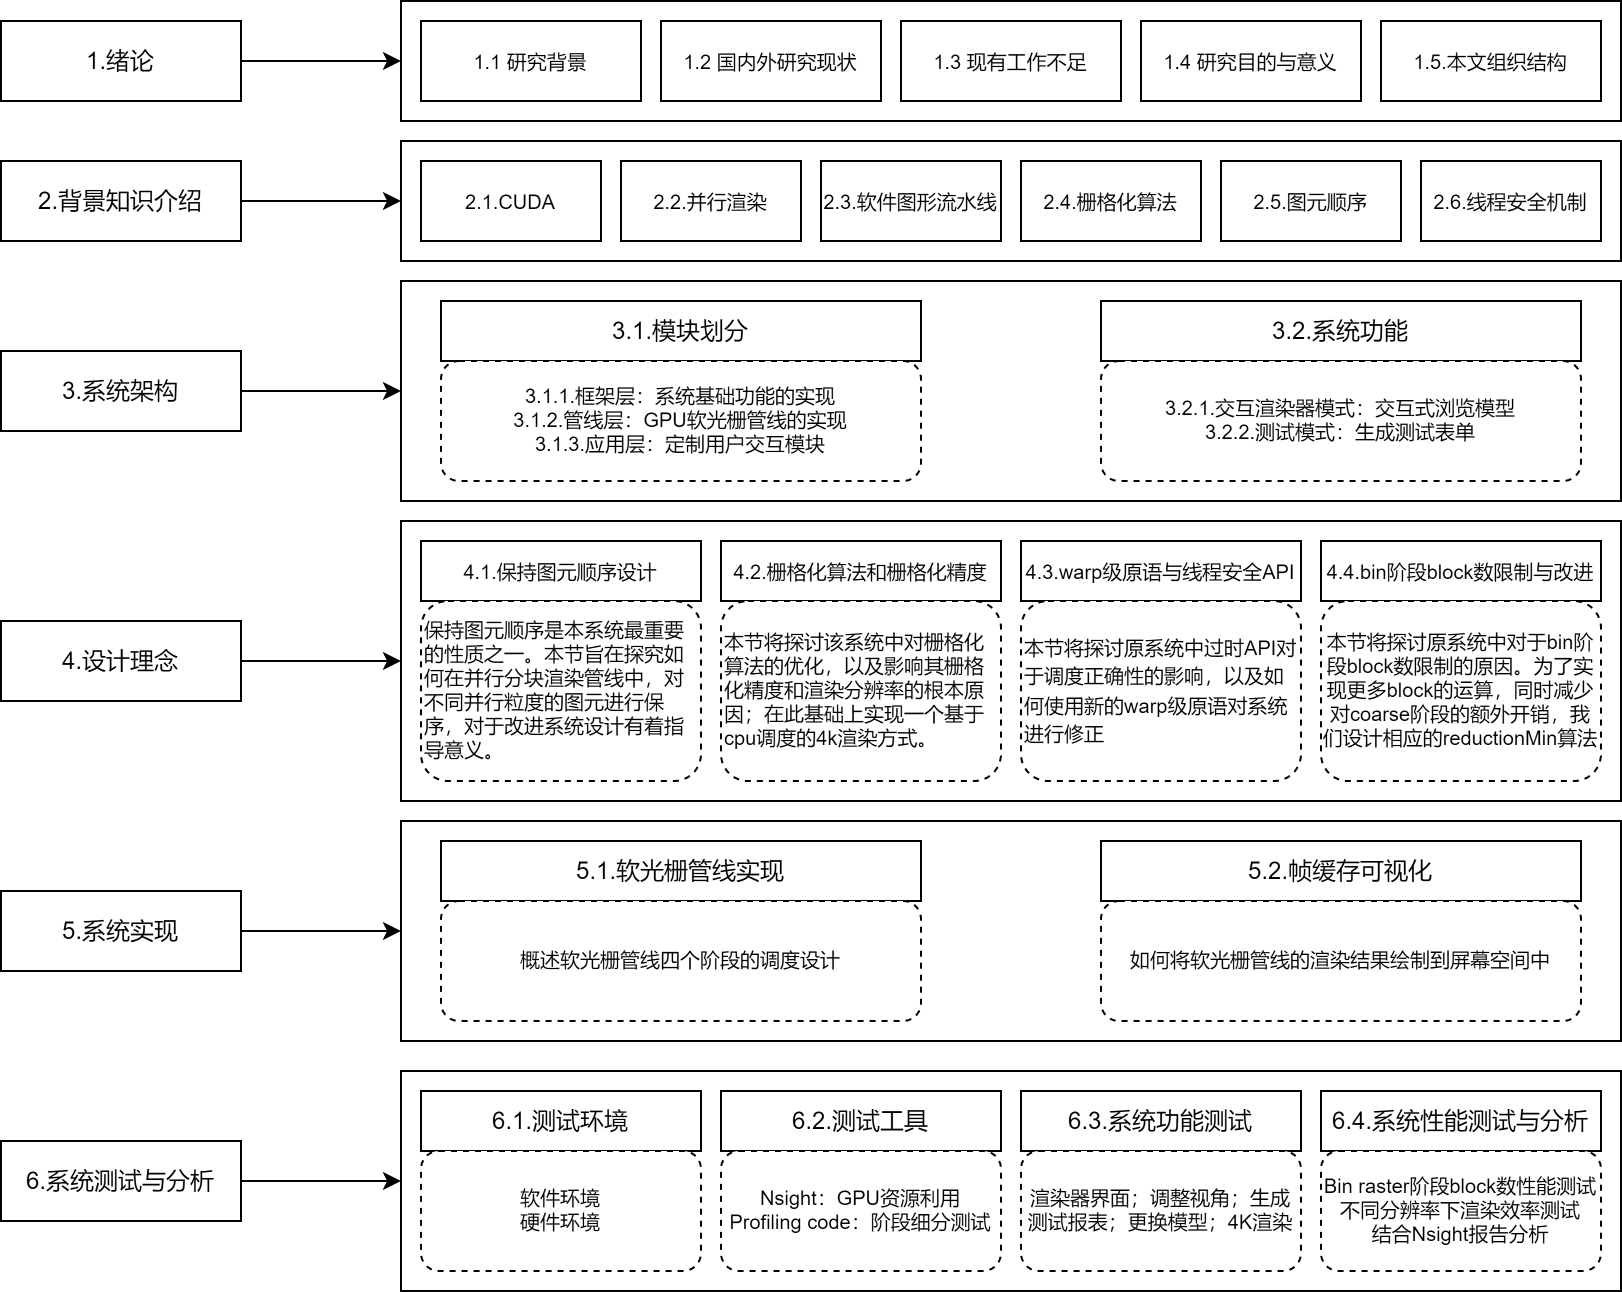 1.绪论
1.1 研究背景
1.2 国内外研究现状
1.3 现有工作不足
1.4 研究目的与意义
1.5.本文组织结构
2.背景知识介绍
2.1.CUDA
2.2.并行渲染
2.3.软件图形流水线
2.4.栅格化算法
2.5.图元顺序
2.6.线程安全机制
3.系统架构
3.1.模块划分
3.1.1.框架层：系统基础功能的实现
3.1.2.管线层：GPU软光栅管线的实现
3.1.3.应用层：定制用户交互模块
3.2.系统功能
3.2.1.交互渲染器模式：交互式浏览模型
3.2.2.测试模式：生成测试表单
4.设计理念
4.1.保持图元顺序设计
保持图元顺序是本系统最重要
的性质之一。本节旨在探究如
何在并行分块渲染管线中，对
不同并行粒度的图元进行保
序，对于改进系统设计有着指
导意义。
4.2.栅格化算法和栅格化精度
本节将探讨该系统中对栅格化
算法的优化，以及影响其栅格
化精度和渲染分辨率的根本原
因；在此基础上实现一个基于
cpu调度的4k渲染方式。
4.3.warp级原语与线程安全API
本节将探讨原系统中过时API对
于调度正确性的影响，以及如
何使用新的warp级原语对系统
进行修正
4.4.bin阶段block数限制与改进
本节将探讨原系统中对于bin阶
段block数限制的原因。为了实
现更多block的运算，同时减少
对coarse阶段的额外开销，我
们设计相应的reductionMin算法
5.系统实现
5.1.软光栅管线实现
概述软光栅管线四个阶段的调度设计
5.2.帧缓存可视化
如何将软光栅管线的渲染结果绘制到屏幕空间中
6.系统测试与分析
6.1.测试环境
软件环境
硬件环境
6.2.测试工具
Nsight：GPU资源利用
Profiling code：阶段细分测试
6.3.系统功能测试
渲染器界面；调整视角；生成
测试报表；更换模型；4K渲染
6.4.系统性能测试与分析
Bin raster阶段block数性能测试
不同分辨率下渲染效率测试
结合Nsight报告分析